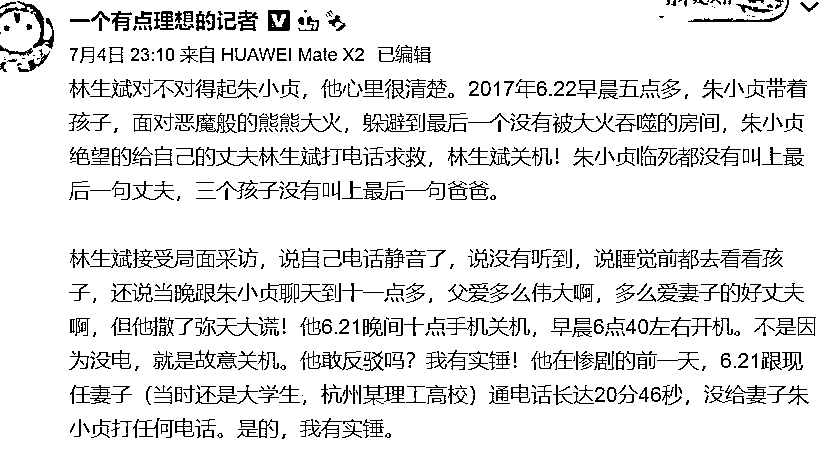 一个有点理想的记者
7月4日 23:10 来自 HUAWEI Mate X2 已编辑
林生斌对不对得起朱小贞，他心里很清楚。2017年6.22早晨五点多，朱小贞带着
孩子，面对恶魔般的熊熊大火，躲避到最后一个没有被大火吞噬的房间，朱小贞
绝望的给自己的丈夫林生斌打电话求救，林生斌关机！朱小贞临死都没有叫上最
后一句丈夫，三个孩子没有叫上最后一句爸爸。
林生斌接受局面采访，说自己电话静音了，说没有听到，说睡觉前都去看看孩
子，还说当晚跟朱小贞聊天到十一点多，父爱多么伟大啊，多么爱妻子的好丈夫
啊，但他撒了弥天大谎！他6.21晚间十点手机关机，早晨6点40左右开机。不是因
为没电，就是故意关机。他敢反驳吗？我有实锤！他在惨剧的前一天，6.21跟现
任妻子（当时还是大学生，杭州某理工高校）通电话长达20分46秒，没给妻子朱
小贞打任何电话。是的，我有实锤。